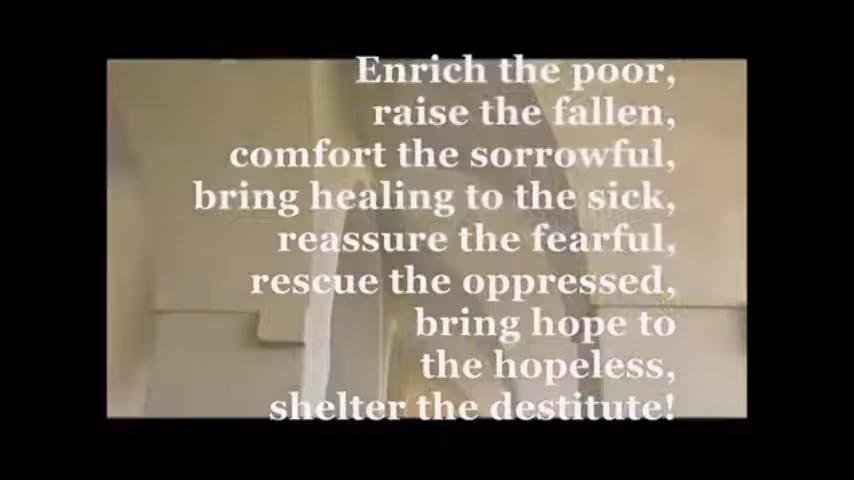 Enrich the poor,
raise the fallen,
comfort the sorrowful,
bring healing to the sick,
reassure the fearful,
rescue the oppressed,
bring hope to
the hopeless,
shelter the destitute!